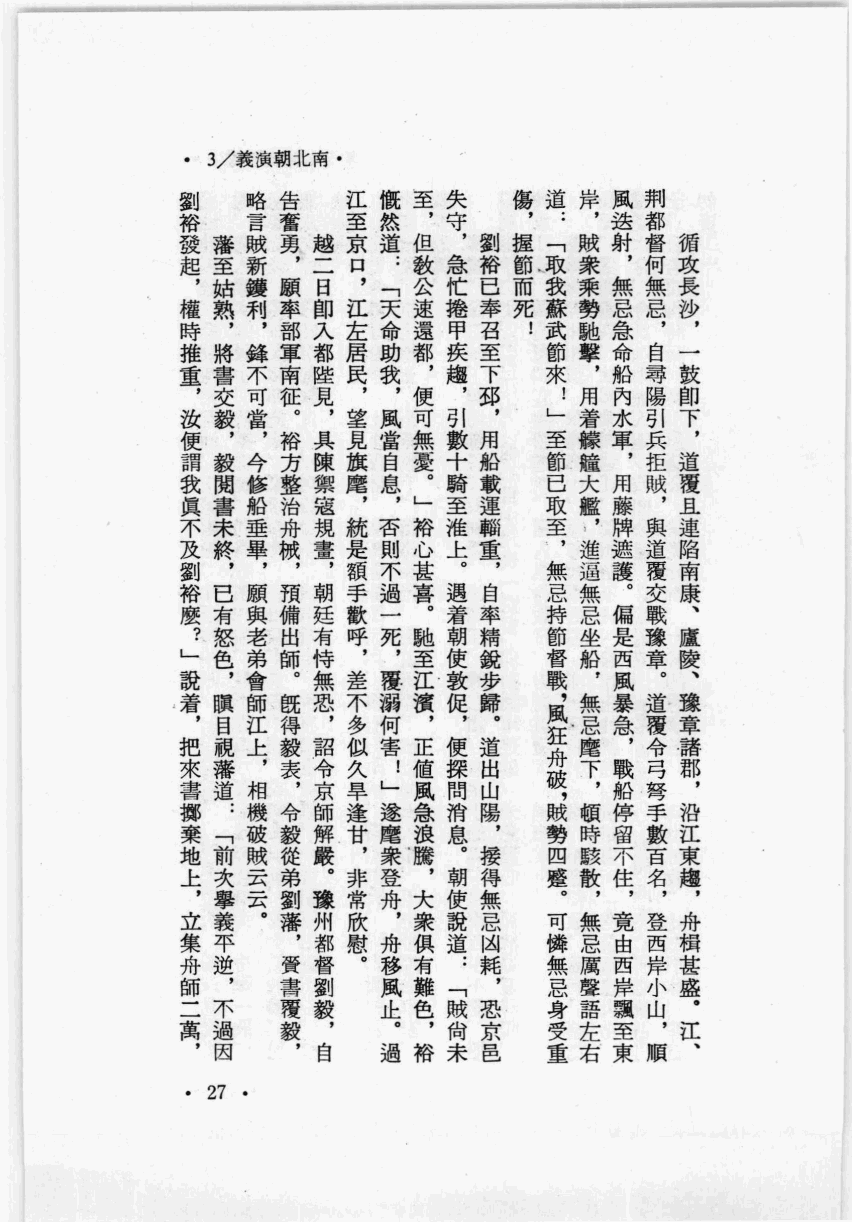 • 3／義演朝北南 •
循攻長沙，一鼓卽下，道覆且連陷南康、廬陵、豫章諸郡，沿江東趨，舟楫甚盛。江、
荆都督何無忌，自尋陽引兵拒賊，與道覆交戰豫章。道覆令弓弩手數百名，登西岸小山，順
風迭射，無忌急命船內水軍，用藤牌遮護。偏是西風暴急，戰船停留不住，竟由西岸飄至東
岸，賊衆乘勢馳擊，用着艨艟大艦，進逼無忌坐船，無忌麾下，頓時駭散，無忌厲聲語左右
道：「取我蘇武節來！」至節已取至，無忌持節督戰，風狂舟破，賊勢四蹙。可憐無忌身受重
傷，握節而死！
劉裕已奉召至下邳，用船載運輜重，自率精銳步歸。道出山陽，接得無忌凶耗，恐京邑
失守，急忙捲甲疾趨，引數十騎至淮上。遇着朝使敦促，便探問消息。朝使說道：「賊尙未
至，但敎公速還都，便可無憂。」裕心甚喜。馳至江濱，正値風急浪騰，大衆俱有難色，裕
慨然道：「天命助我，風當自息，否則不過一死，覆溺何害！」遂麾衆登舟，舟移風止。過
江至京口，江左居民，望見旗麾，統是額手歡呼，差不多似久旱逢甘，非常欣慰。
越二日卽入都陛見，具陳禦寇規畫，朝廷有恃無恐，詔令京師解嚴。豫州都督劉毅，自
告奮勇，願率部軍南征。裕方整治舟械，預備出師。旣得毅表，令毅從弟劉藩，齎書覆毅，
略言賊新鑊利，鋒不可當，今修船垂畢，願與老弟會師江上，相機破賊云云。
藩至姑熟，將書交毅，毅閱書未終，已有怒色，瞋目視藩道：「前次擧義平逆，不過因
劉裕發起，權時推重，汝便謂我眞不及劉裕麼？」說着，把來書擲棄地上，立集舟師二萬，
• 27 •